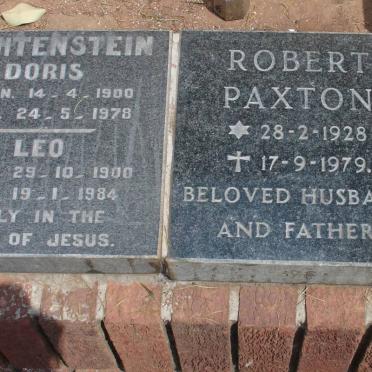 HTENSTEIN
DORIS
N. 14-4-1900
. 24-5-1978
LEO
29-10-1900
19-1-1984
LY IN THE
OF JESUS.
ROBERT
PAXTON
28-2-1928
17-9-1979.
BELOVED HUSBA
AND FATHER